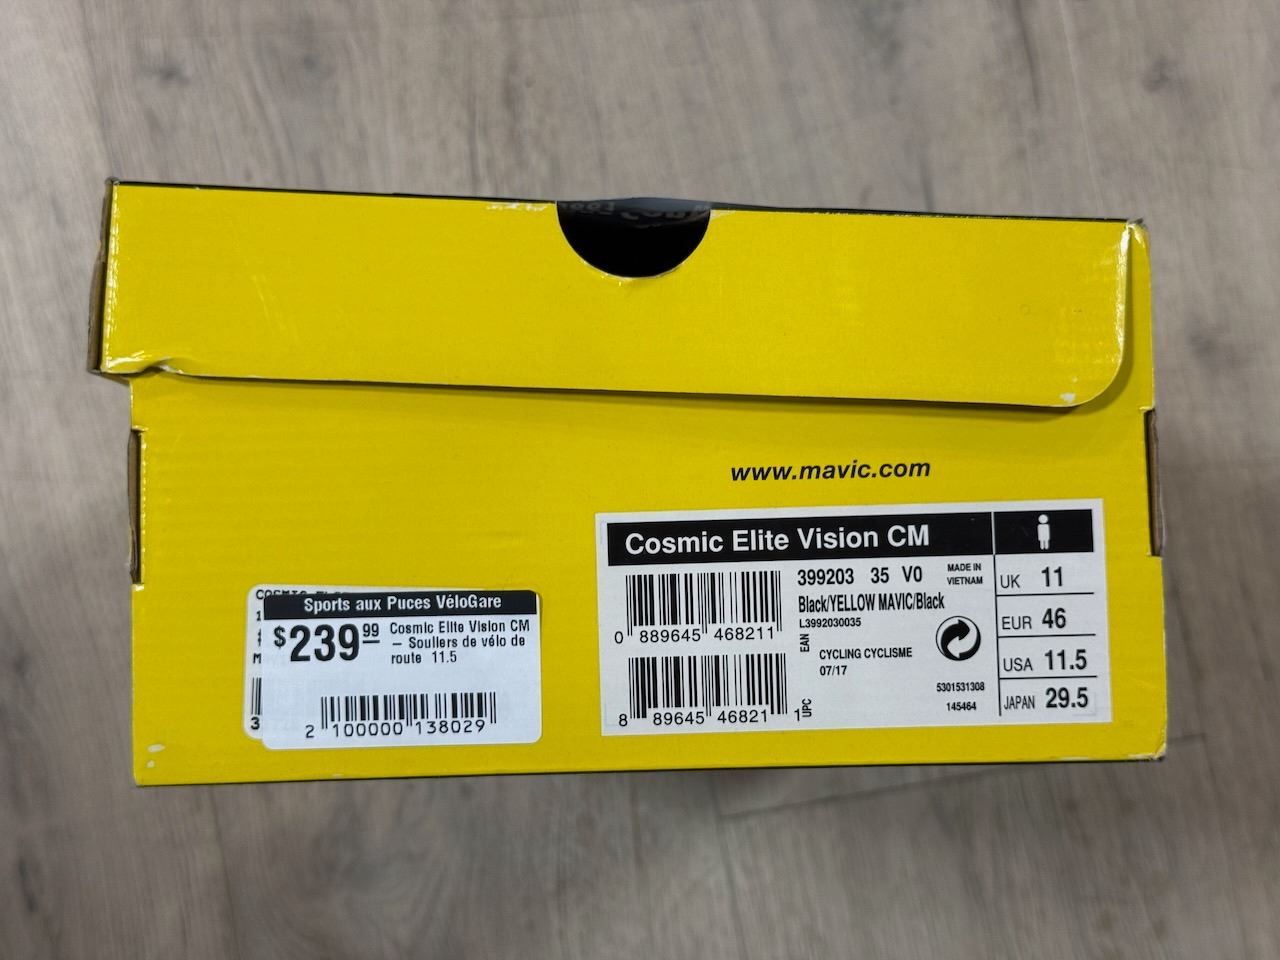 www.mavic.com
Cosmic Elite Vision CM
399203 35 V0
MADE IN
VIETNAM
Black/YELLOW MAVIC/Black
L3992030035
0 889645 468211
EAN
CYCLING CYCLISME
07/17
5301531308
145464
8 89645 46821 1
UPC
UK 11
EUR 46
USA 11.5
JAPAN 29.5
Sports aux Puces VéloGare
$239.99
Cosmic Elite Vision CM
– Souliers de vélo de
route 11.5
2 100000 138029